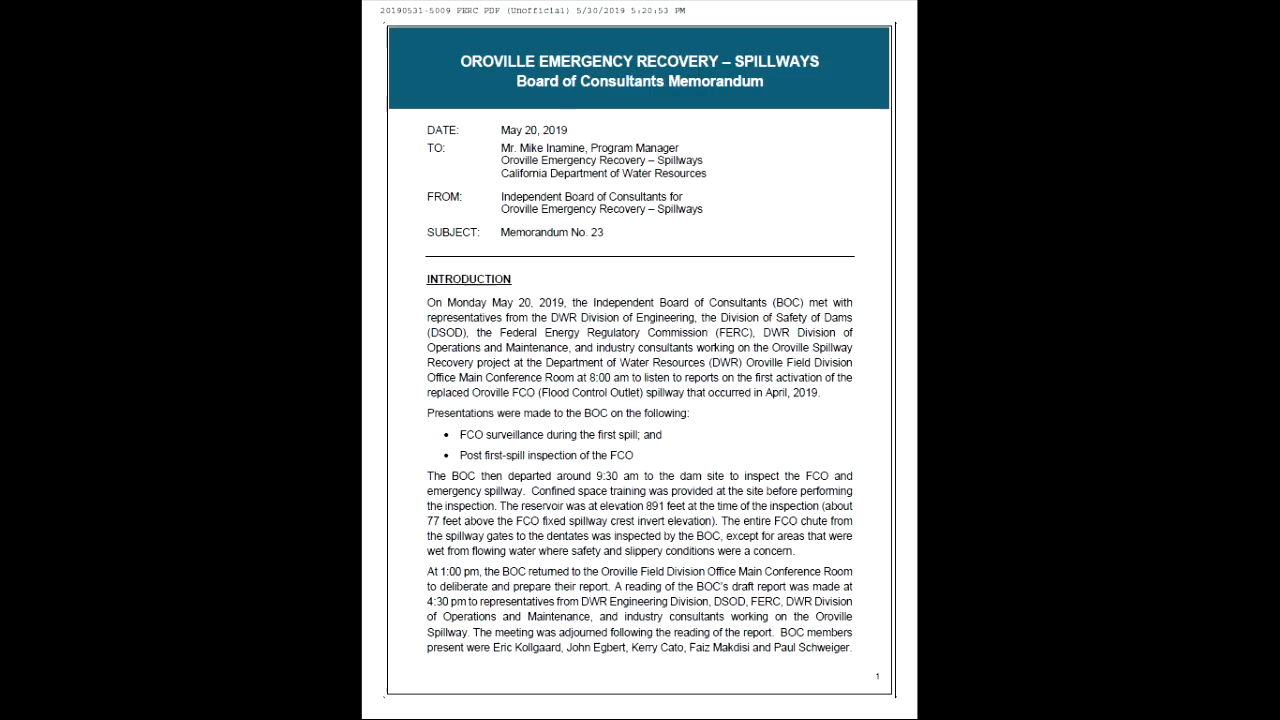 20190531-5009 FERC PDF (Unofficial) 5/30/2019 5:20:53 PM
OROVILLE EMERGENCY RECOVERY – SPILLWAYS
Board of Consultants Memorandum
DATE: May 20, 2019
TO: Mr. Mike Inamine, Program Manager
Oroville Emergency Recovery – Spillways
California Department of Water Resources
FROM: Independent Board of Consultants for
Oroville Emergency Recovery – Spillways
SUBJECT: Memorandum No. 23
INTRODUCTION
On Monday May 20, 2019, the Independent Board of Consultants (BOC) met with
representatives from the DWR Division of Engineering, the Division of Safety of Dams
(DSOD), the Federal Energy Regulatory Commission (FERC), DWR Division of
Operations and Maintenance, and industry consultants working on the Oroville Spillway
Recovery project at the Department of Water Resources (DWR) Oroville Field Division
Office Main Conference Room at 8:00 am to listen to reports on the first activation of the
replaced Oroville FCO (Flood Control Outlet) spillway that occurred in April, 2019.
Presentations were made to the BOC on the following:
• FCO surveillance during the first spill; and
• Post first-spill inspection of the FCO
The BOC then departed around 9:30 am to the dam site to inspect the FCO and
emergency spillway. Confined space training was provided at the site before performing
the inspection. The reservoir was at elevation 891 feet at the time of the inspection (about
77 feet above the FCO fixed spillway crest invert elevation). The entire FCO chute from
the spillway gates to the dentates was inspected by the BOC, except for areas that were
wet from flowing water where safety and slippery conditions were a concern.
At 1:00 pm, the BOC returned to the Oroville Field Division Office Main Conference Room
to deliberate and prepare their report. A reading of the BOC's draft report was made at
4:30 pm to representatives from DWR Engineering Division, DSOD, FERC, DWR Division
of Operations and Maintenance, and industry consultants working on the Oroville
Spillway. The meeting was adjourned following the reading of the report. BOC members
present were Eric Kollgaard, John Egbert, Kerry Cato, Faiz Makdisi and Paul Schweiger.
1